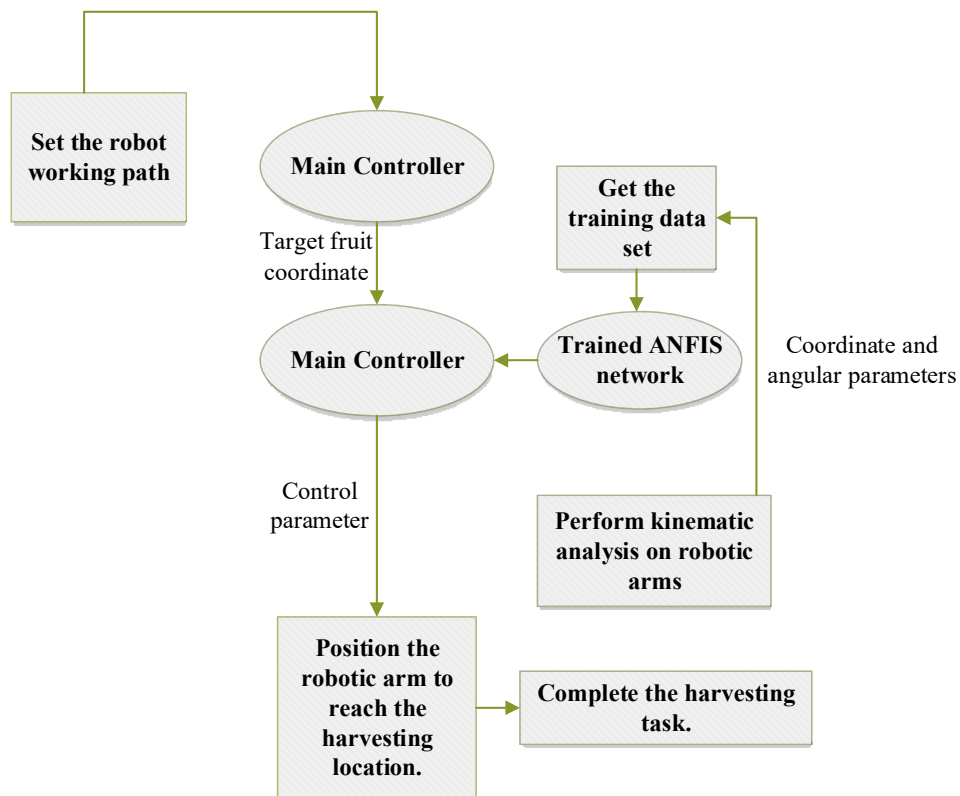 Set the robot
working path
Main Controller
Target fruit
coordinate
Get the
training data
set
Main Controller
Trained ANFIS
network
Coordinate and
angular parameters
Control
parameter
Perform kinematic
analysis on robotic
arms
Position the
robotic arm to
reach the
harvesting
location.
Complete the harvesting
task.